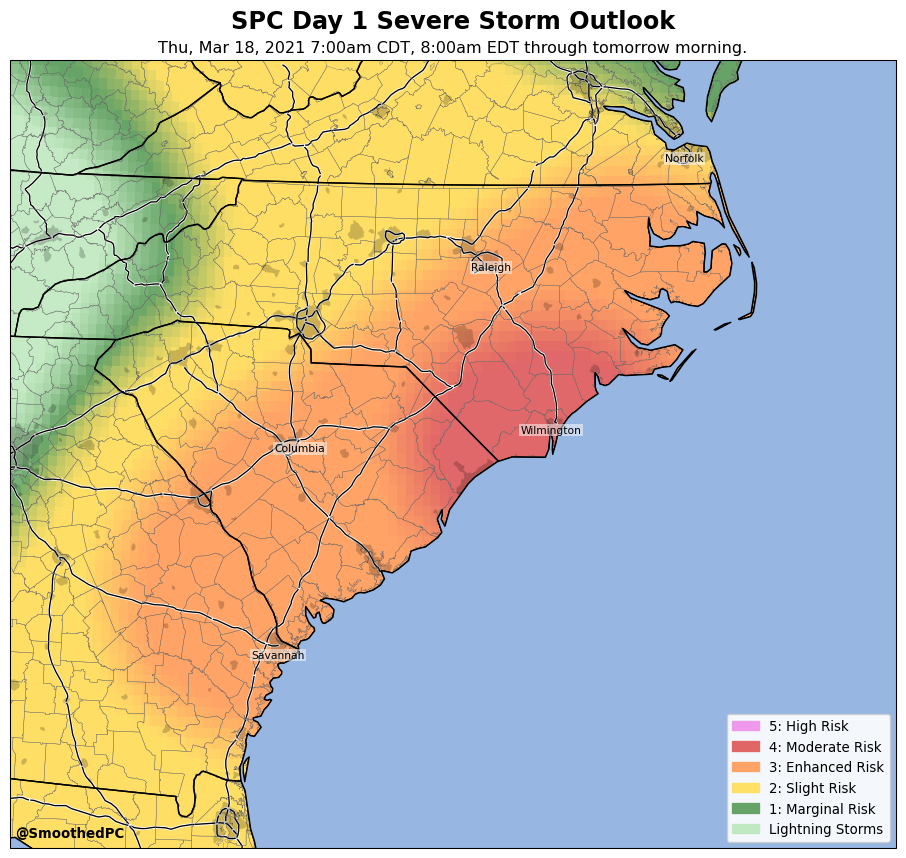 SPC Day 1 Severe Storm Outlook
Thu, Mar 18, 2021 7:00am CDT, 8:00am EDT through tomorrow morning.
Norfolk
Raleigh
Wilmington
Columbia
Savannah
5: High Risk
4: Moderate Risk
3: Enhanced Risk
2: Slight Risk
1: Marginal Risk
Lightning Storms
@SmoothedPC